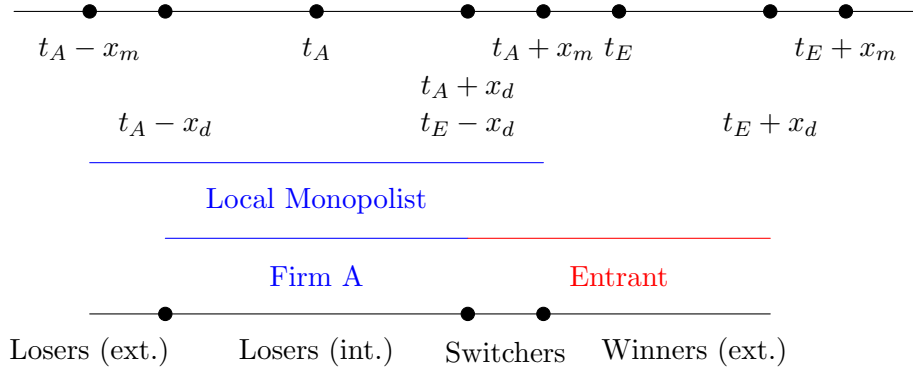 t_A − x_m t_A t_A + x_m t_E t_E + x_m
t_A + x_d
t_A − x_d t_E − x_d t_E + x_d
Local Monopolist
Firm A Entrant
Losers (ext.) Losers (int.) Switchers Winners (ext.)